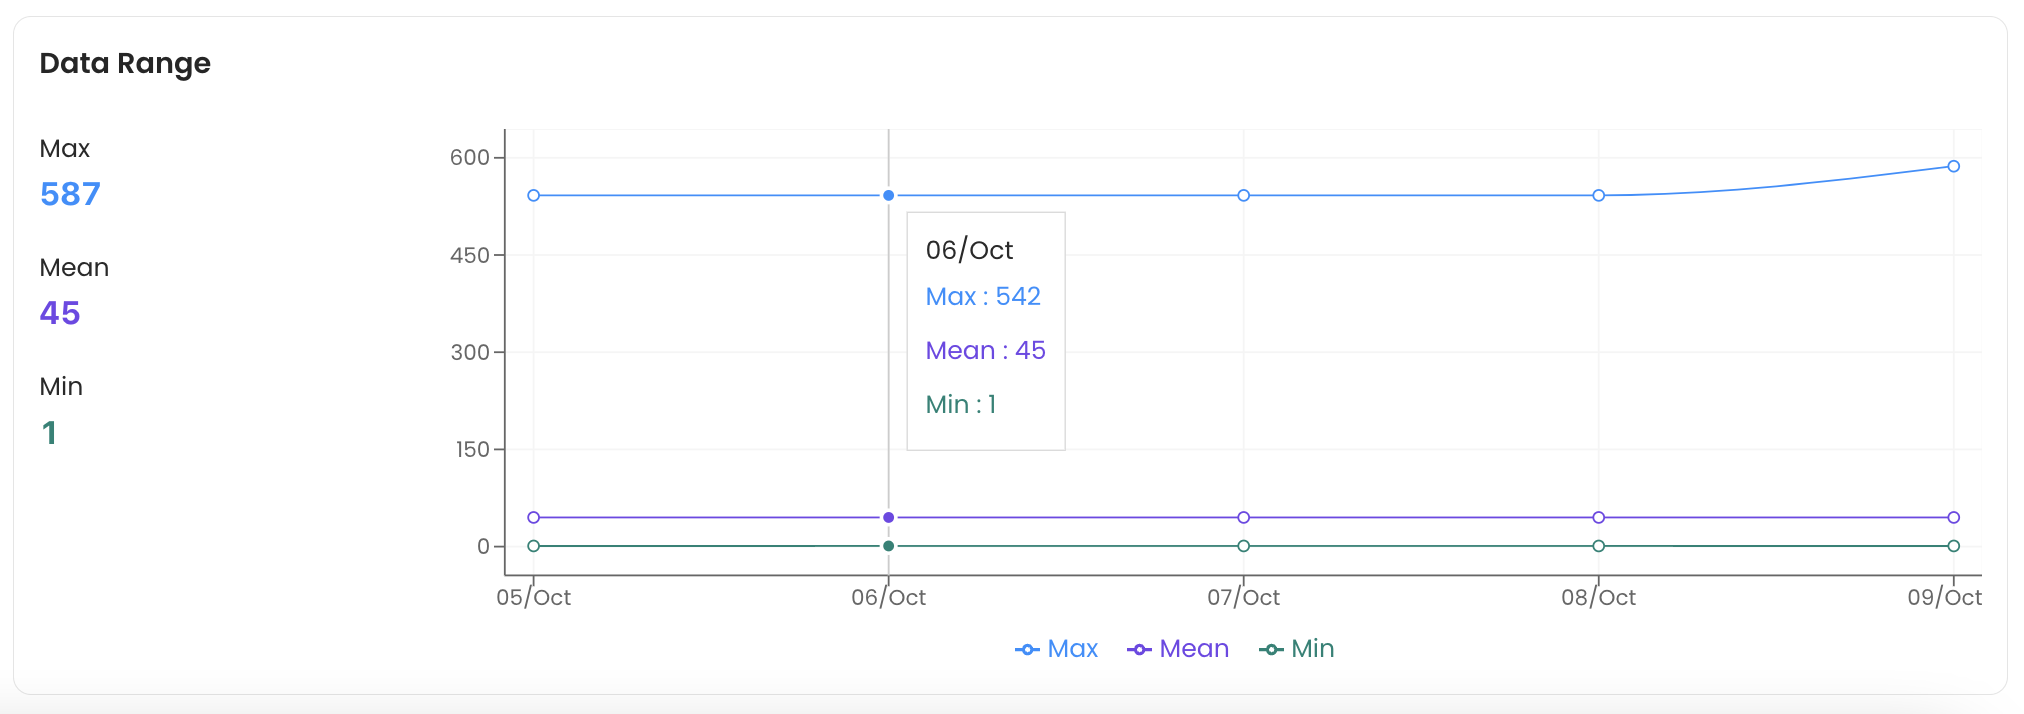 Data Range
Max
587
Mean
45
Min
1
600
450
300
150
0
06/Oct
Max : 542
Mean : 45
Min : 1
05/Oct
06/Oct
07/Oct
08/Oct
09/Oct
Max
Mean
Min